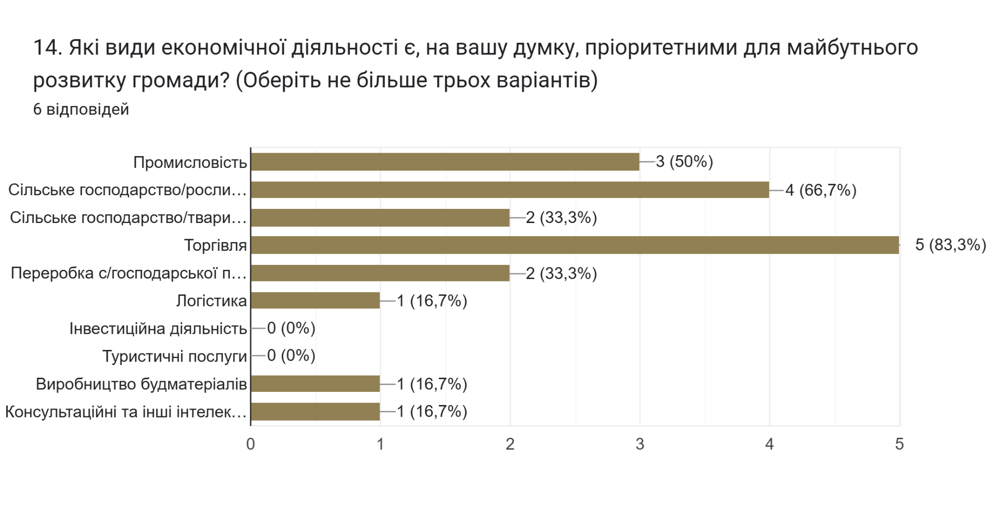 14. Які види економічної діяльності є, на вашу думку, пріоритетними для майбутнього
розвитку громади? (Оберіть не більше трьох варіантів)
6 відповідей
Промисловість 3 (50%)
Сільське господарство/росли… 4 (66,7%)
Сільське господарство/твари… 2 (33,3%)
Торгівля 5 (83,3%)
Переробка с/господарської п… 2 (33,3%)
Логістика 1 (16,7%)
Інвестиційна діяльність 0 (0%)
Туристичні послуги 0 (0%)
Виробництво будматеріалів 1 (16,7%)
Консультаційні та інші інтелек… 1 (16,7%)
0 1 2 3 4 5